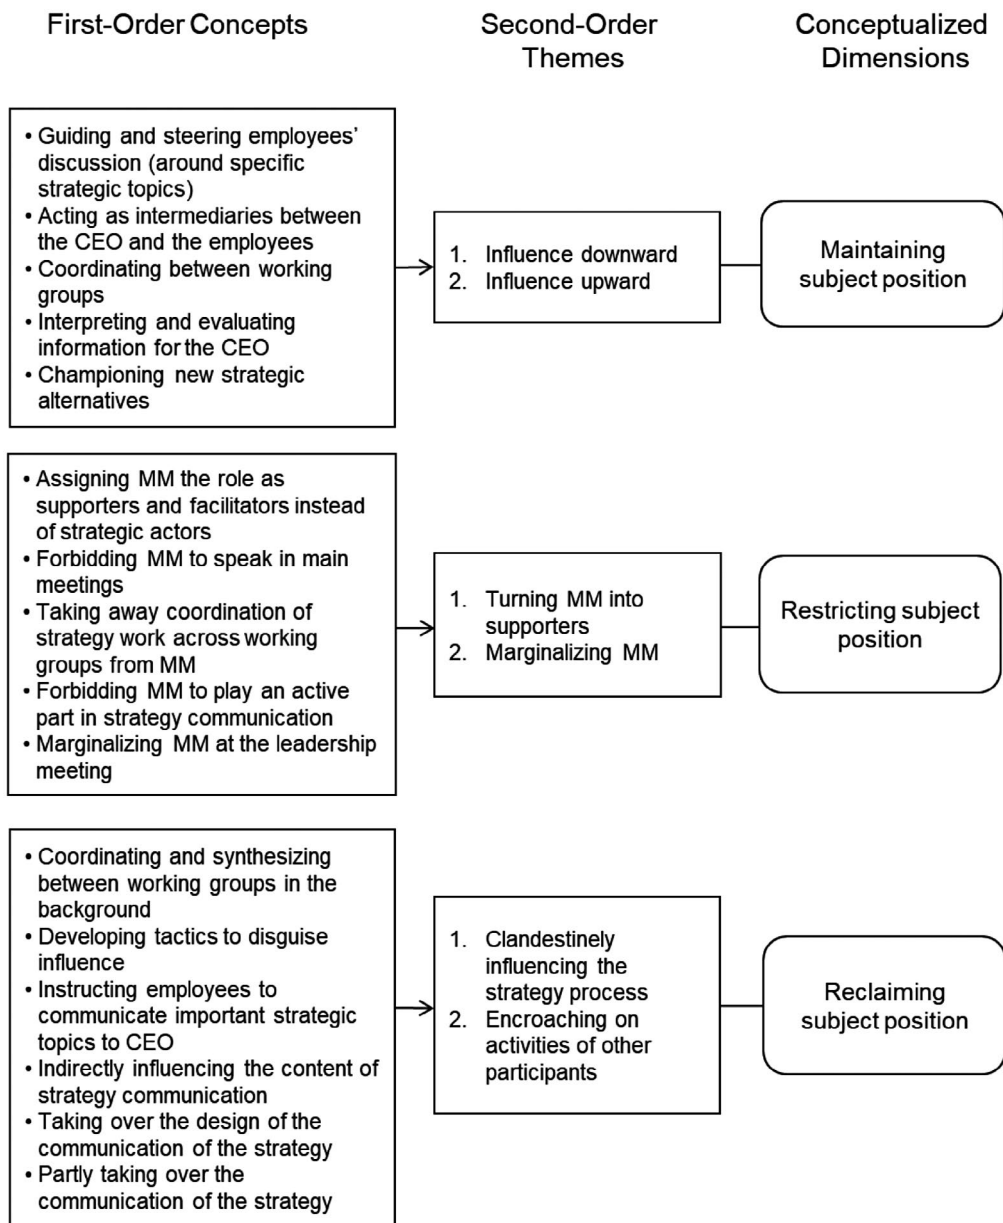 First-Order Concepts
Second-Order
Themes
Conceptualized
Dimensions
• Guiding and steering employees’
discussion (around specific
strategic topics)
• Acting as intermediaries between
the CEO and the employees
• Coordinating between working
groups
• Interpreting and evaluating
information for the CEO
• Championing new strategic
alternatives
1. Influence downward
2. Influence upward
Maintaining
subject position
• Assigning MM the role as
supporters and facilitators instead
of strategic actors
• Forbidding MM to speak in main
meetings
• Taking away coordination of
strategy work across working
groups from MM
• Forbidding MM to play an active
part in strategy communication
• Marginalizing MM at the leadership
meeting
1. Turning MM into
supporters
2. Marginalizing MM
Restricting subject
position
• Coordinating and synthesizing
between working groups in the
background
• Developing tactics to disguise
influence
• Instructing employees to
communicate important strategic
topics to CEO
• Indirectly influencing the content of
strategy communication
• Taking over the design of the
communication of the strategy
• Partly taking over the
communication of the strategy
1. Clandestinely
influencing the
strategy process
2. Encroaching on
activities of other
participants
Reclaiming
subject position